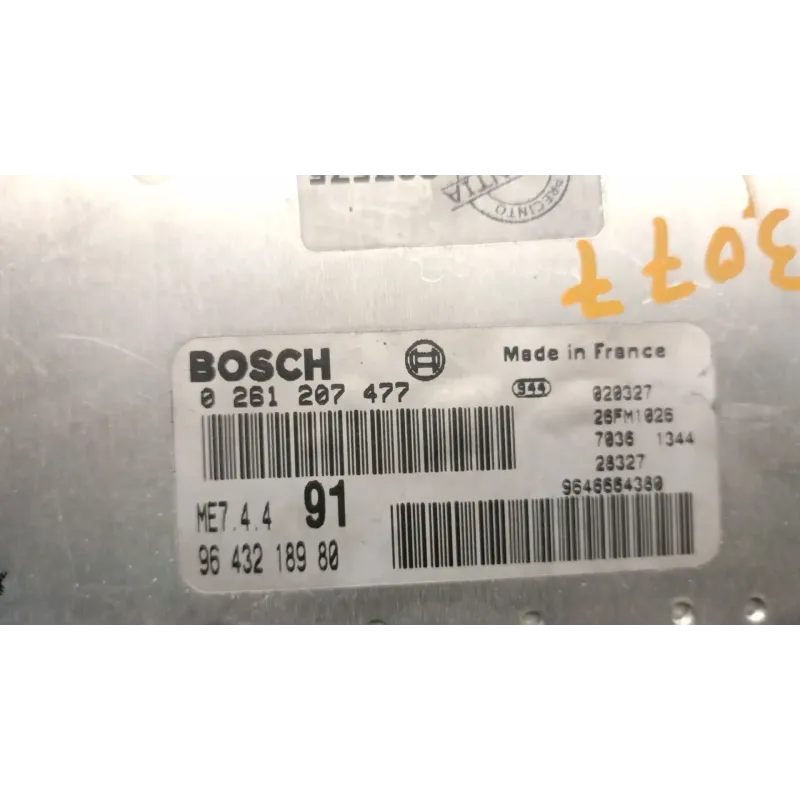 PRECINTO
3077
BOSCH
Made in France
0 261 207 477
944
020327
26FM1026
7036 1344
28327
9646664380
ME7.4.4 91
96 432 189 80